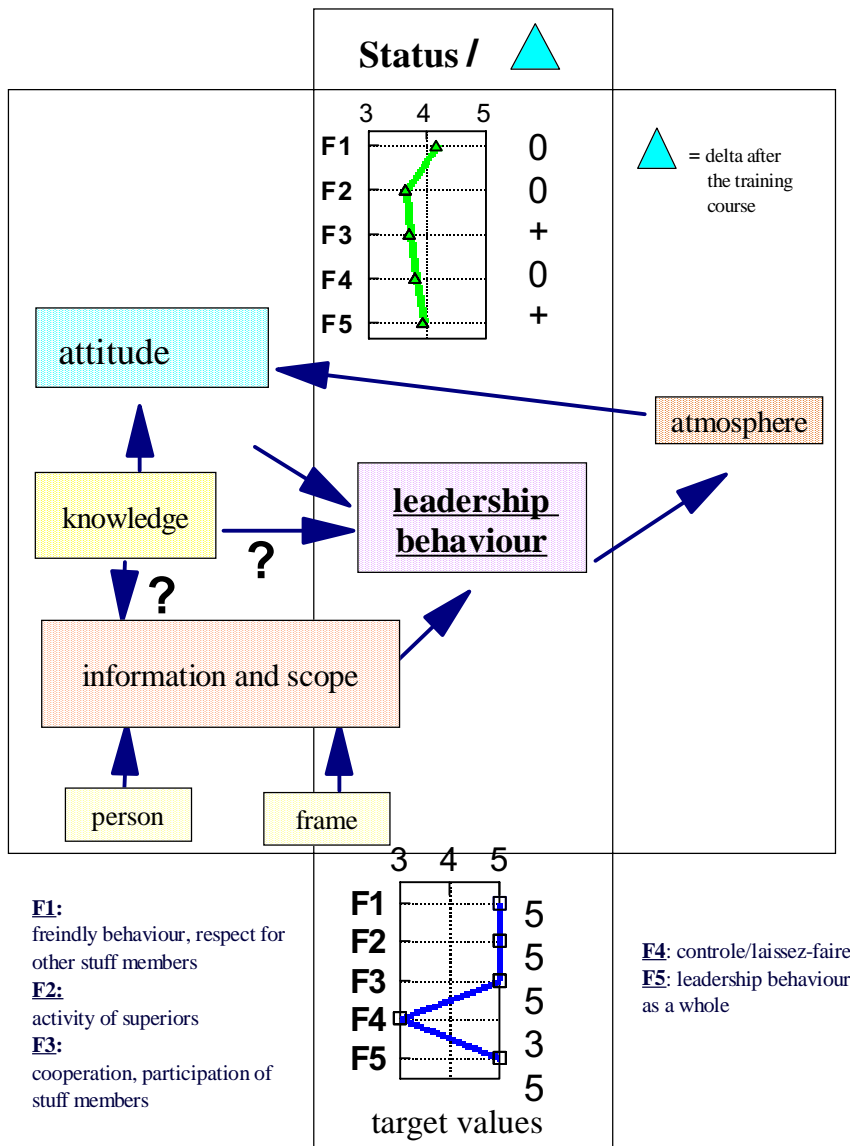 Status /
3 4 5
F1 0
F2 0
F3 +
F4 0
F5 +
= delta after
the training
course
attitude
atmosphere
knowledge
leadership
behaviour
?
?
information and scope
person
frame
3 4 5
F1 5
F2 5
F3 5
F4 3
F5 5
target values
F1:
freindly behaviour, respect for
other stuff members
F2:
activity of superiors
F3:
cooperation, participation of
stuff members
F4: controle/laissez-faire
F5: leadership behaviour
as a whole